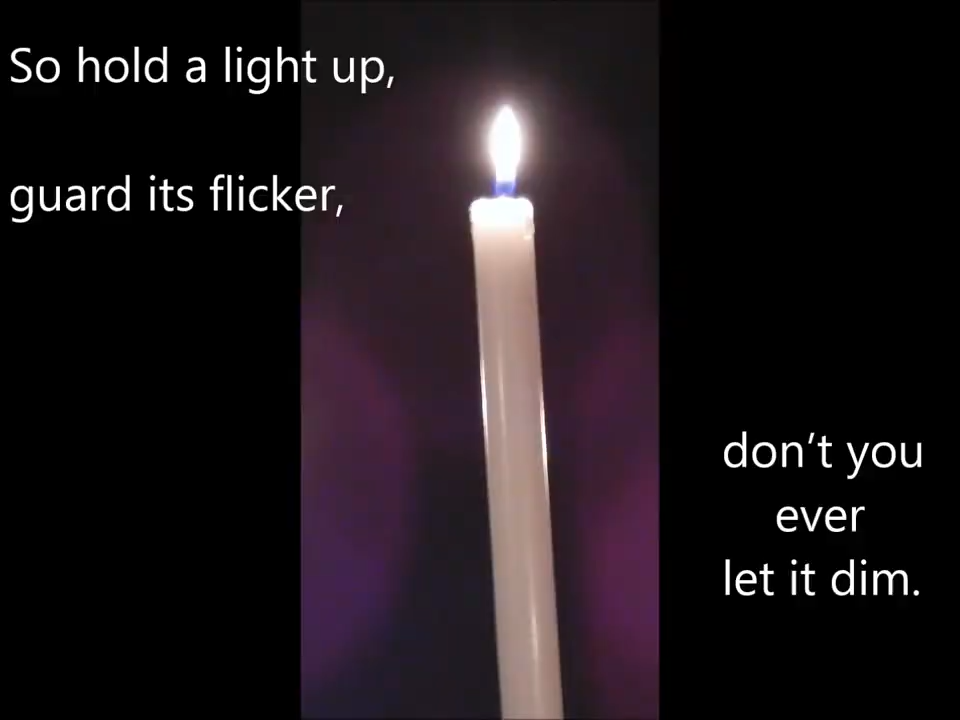 So hold a light up,
guard its flicker,
don’t you
ever
let it dim.